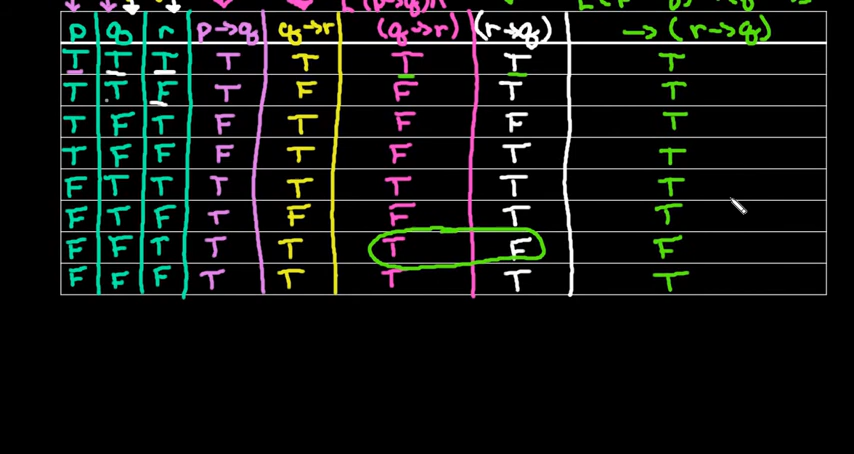 p q r p→q q→r (q→r) (r→q) → (r→q)
T T T T T T T T
T T F T F F T T
T F T F T F F T
T F F F T F T T
F T T T T T T T
F T F T F F T T
F F T T T T F F
F F F T T T T T